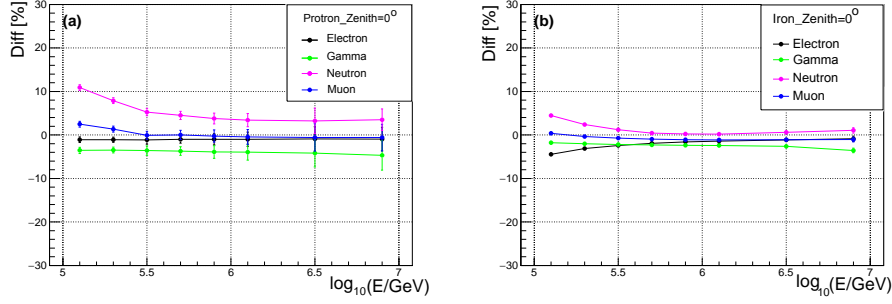 (a)
Protron_Zenith=0°
Electron
Gamma
Neutron
Muon
Diff [%]
30
20
10
0
−10
−20
−30
5
5.5
6
6.5
7
log10(E/GeV)
(b)
Iron_Zenith=0°
Electron
Gamma
Neutron
Muon
Diff [%]
30
20
10
0
−10
−20
−30
5
5.5
6
6.5
7
log10(E/GeV)